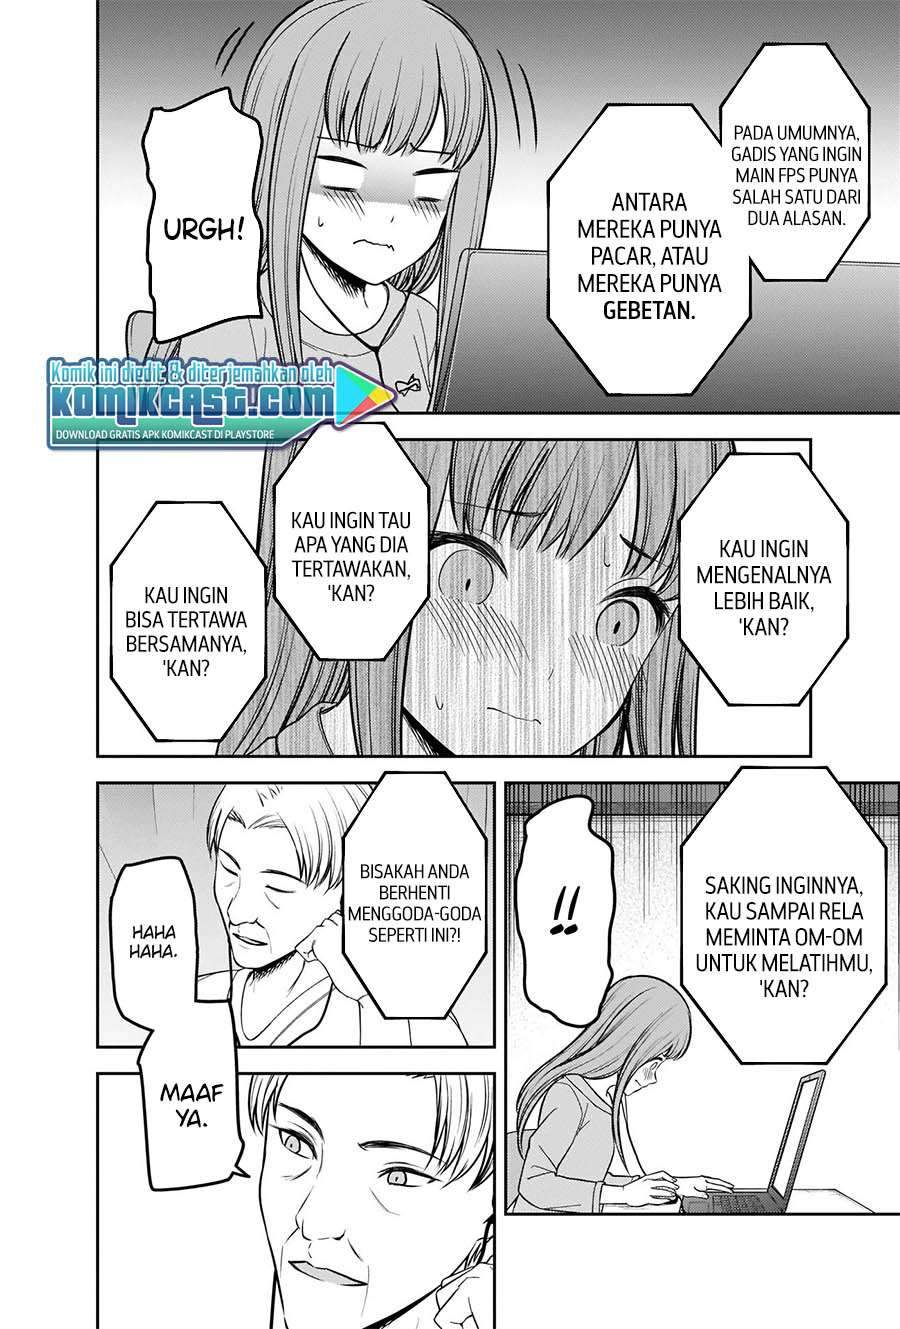 PADA UMUMNYA,
GADIS YANG INGIN
MAIN FPS PUNYA
SALAH SATU DARI
DUA ALASAN.
ANTARA
MEREKA PUNYA
PACAR, ATAU
MEREKA PUNYA
GEBETAN.
URGH!
Komik ini diedit & diterjemahkan oleh
KOMIKCAST.COM
DOWNLOAD GRATIS APK KOMIKCAST DI PLAYSTORE
KAU INGIN
MENGENALNYA
LEBIH BAIK,
'KAN?
KAU INGIN TAU
APA YANG DIA
TERTAWAKAN,
'KAN?
KAU INGIN
BISA TERTAWA
BERSAMANYA,
'KAN?
SAKING INGINNYA,
KAU SAMPAI RELA
MEMINTA OM-OM
UNTUK MELATIHMU,
'KAN?
!!
BISAKAH ANDA
BERHENTI
MENGGODA-GODA
SEPERTI INI?!
HAHA
HAHA.
MAAF
YA.